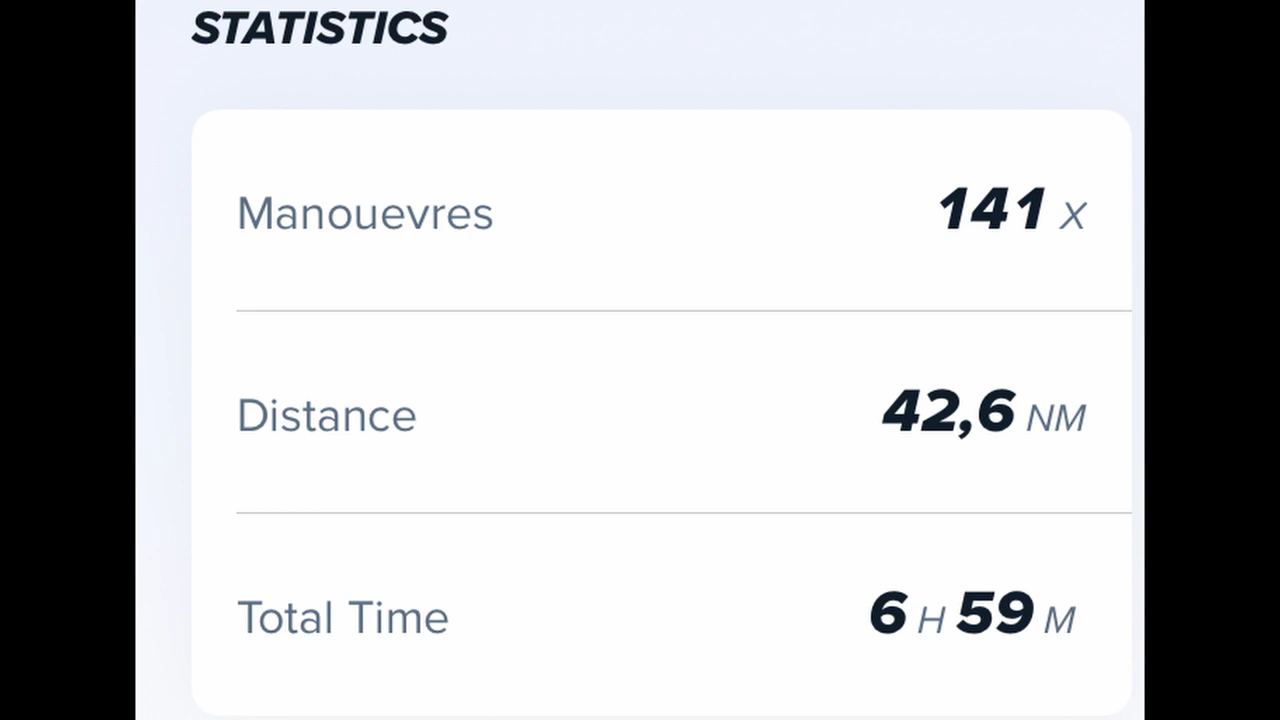 STATISTICS
Manouevres 141 X
Distance 42,6 NM
Total Time 6 H 59 M